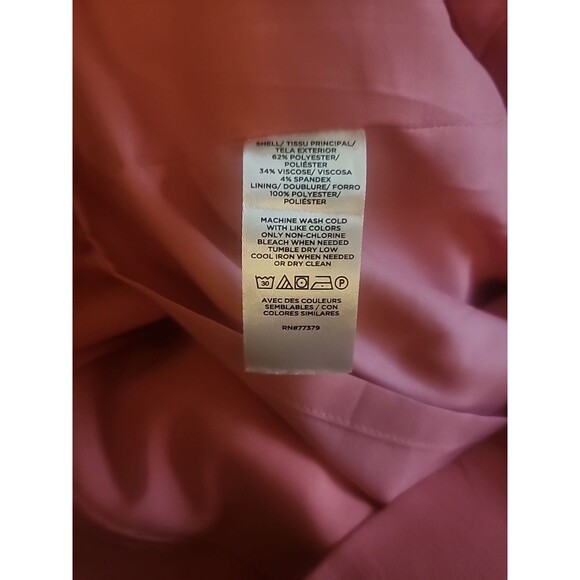 SHELL/ TISSU PRINCIPAL/
TELA EXTERIOR
62% POLYESTER/
POLIÉSTER
34% VISCOSE/ VISCOSA
4% SPANDEX
LINING/ DOUBLURE/ FORRO
100% POLYESTER/
POLIÉSTER
MACHINE WASH COLD
WITH LIKE COLORS
ONLY NON-CHLORINE
BLEACH WHEN NEEDED
TUMBLE DRY LOW
COOL IRON WHEN NEEDED
OR DRY CLEAN
30 P
AVEC DES COULEURS
SEMBLABLES / CON
COLORES SIMILARES
RN#77379